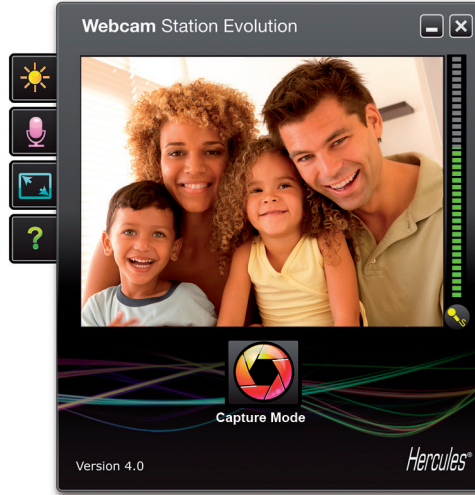 Webcam Station Evolution
?
S
Capture Mode
Version 4.0
Hercules®